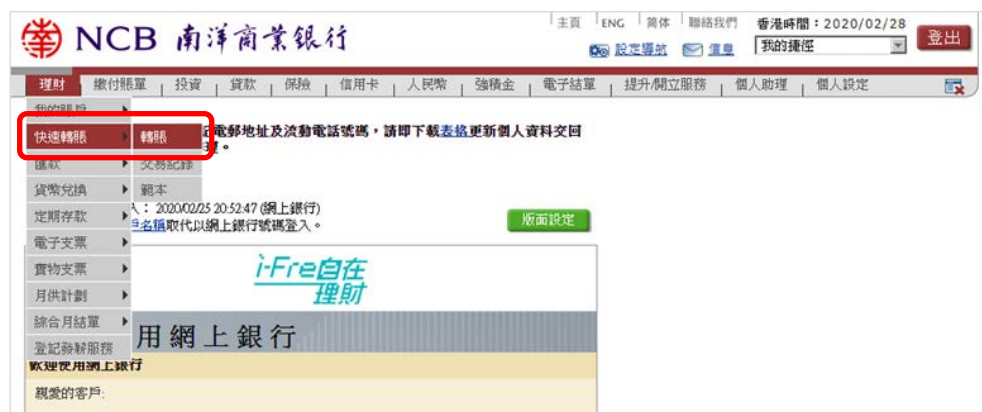 主頁 ENG 簡体 聯絡我們 香港時間：2020/02/28
NCB 南洋商業銀行
設定導航 信息 我的捷徑 登出
理財 繳付賬單 投資 貸款 保險 信用卡 人民幣 強積金 電子結單 提升/開立服務 個人助理 個人設定
我的賬戶
快速轉賬 轉賬
電郵地址及流動電話號碼，請即下載表格更新個人資料交回
匯款 交易紀錄
貨幣兌換 範本
：2020/02/25 20:52:47 (網上銀行)
定期存款
名稱取代以網上銀行號碼登入。
版面設定
電子支票
i-Free自在
理財
實物支票
月供計劃
綜合月結單
用網上銀行
登記發薪服務
歡迎使用網上銀行
親愛的客戶: